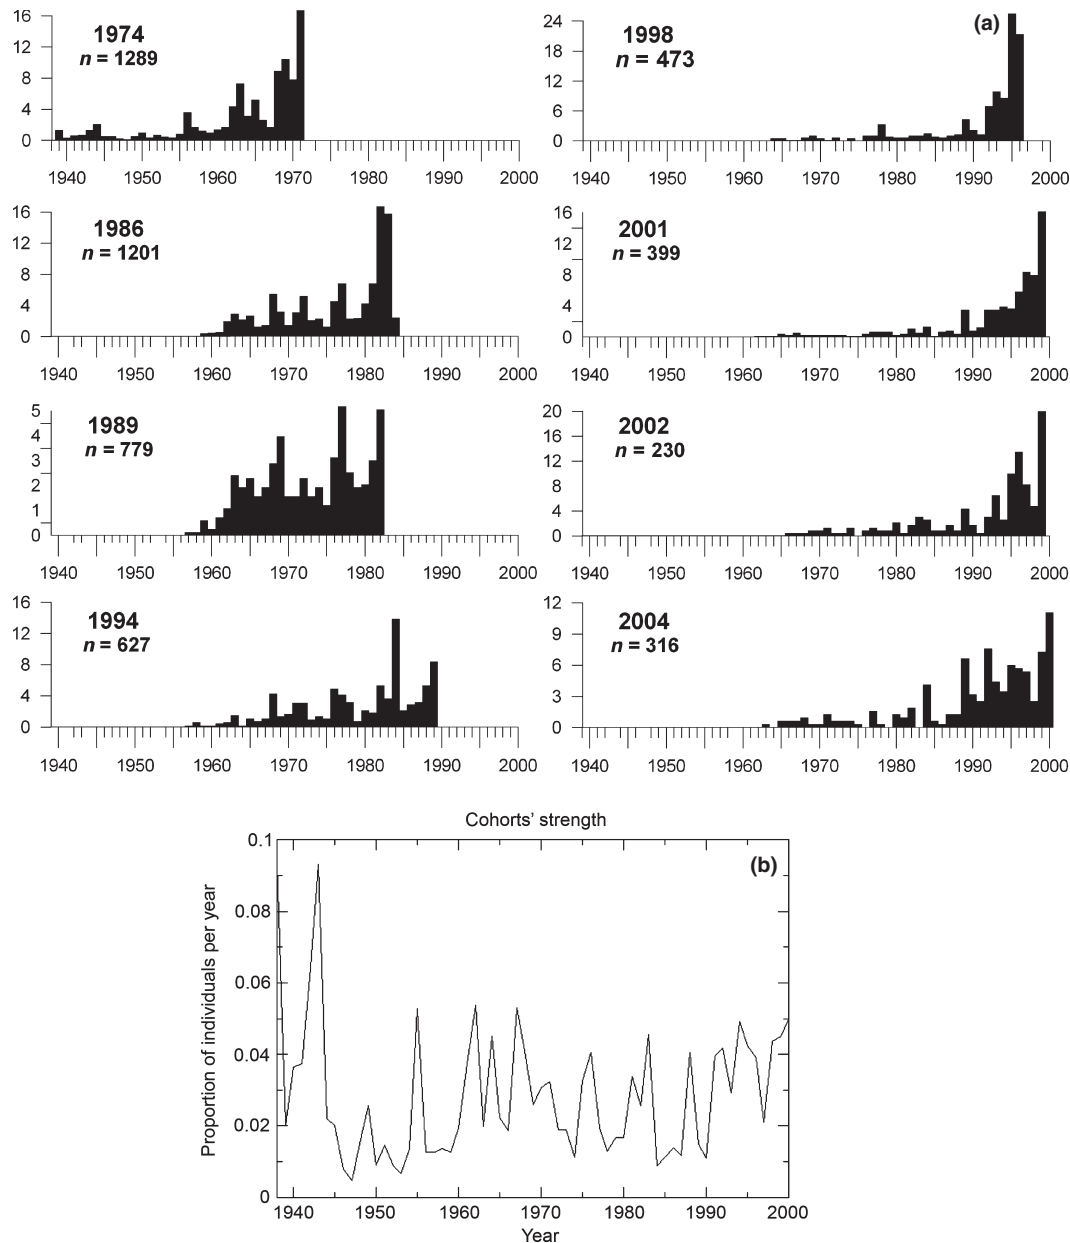 1974
n = 1289
16
12
8
4
0
1940 1950 1960 1970 1980 1990 2000
(a)
1998
n = 473
24
18
12
6
0
1940 1950 1960 1970 1980 1990 2000
1986
n = 1201
16
12
8
4
0
1940 1950 1960 1970 1980 1990 2000
2001
n = 399
16
12
8
4
2
0
1940 1950 1960 1970 1980 1990 2000
1989
n = 779
5
4
3
2
1
0
1940 1950 1960 1970 1980 1990 2000
2002
n = 230
20
16
12
8
4
0
1940 1950 1960 1970 1980 1990 2000
1994
n = 627
16
12
8
4
0
1940 1950 1960 1970 1980 1990 2000
2004
n = 316
12
9
6
3
0
1940 1950 1960 1970 1980 1990 2000
Cohorts’ strength
(b)
Proportion of individuals per year
0.1
0.08
0.06
0.04
0.02
0
1940 1950 1960 1970 1980 1990 2000
Year